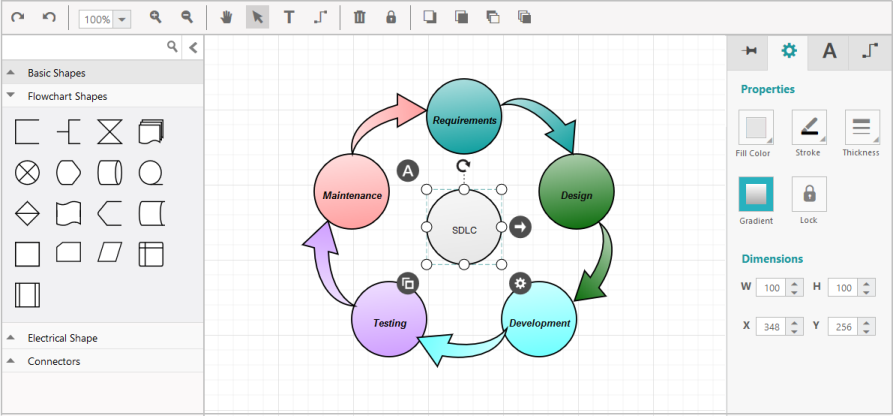 100%
T
Basic Shapes
Flowchart Shapes
Electrical Shape
Connectors
Requirements
A
Maintenance
Design
SDLC
Testing
Development
A
Properties
Fill Color
Stroke
Thickness
Gradient
Lock
Dimensions
W 100 H 100
X 348 Y 256